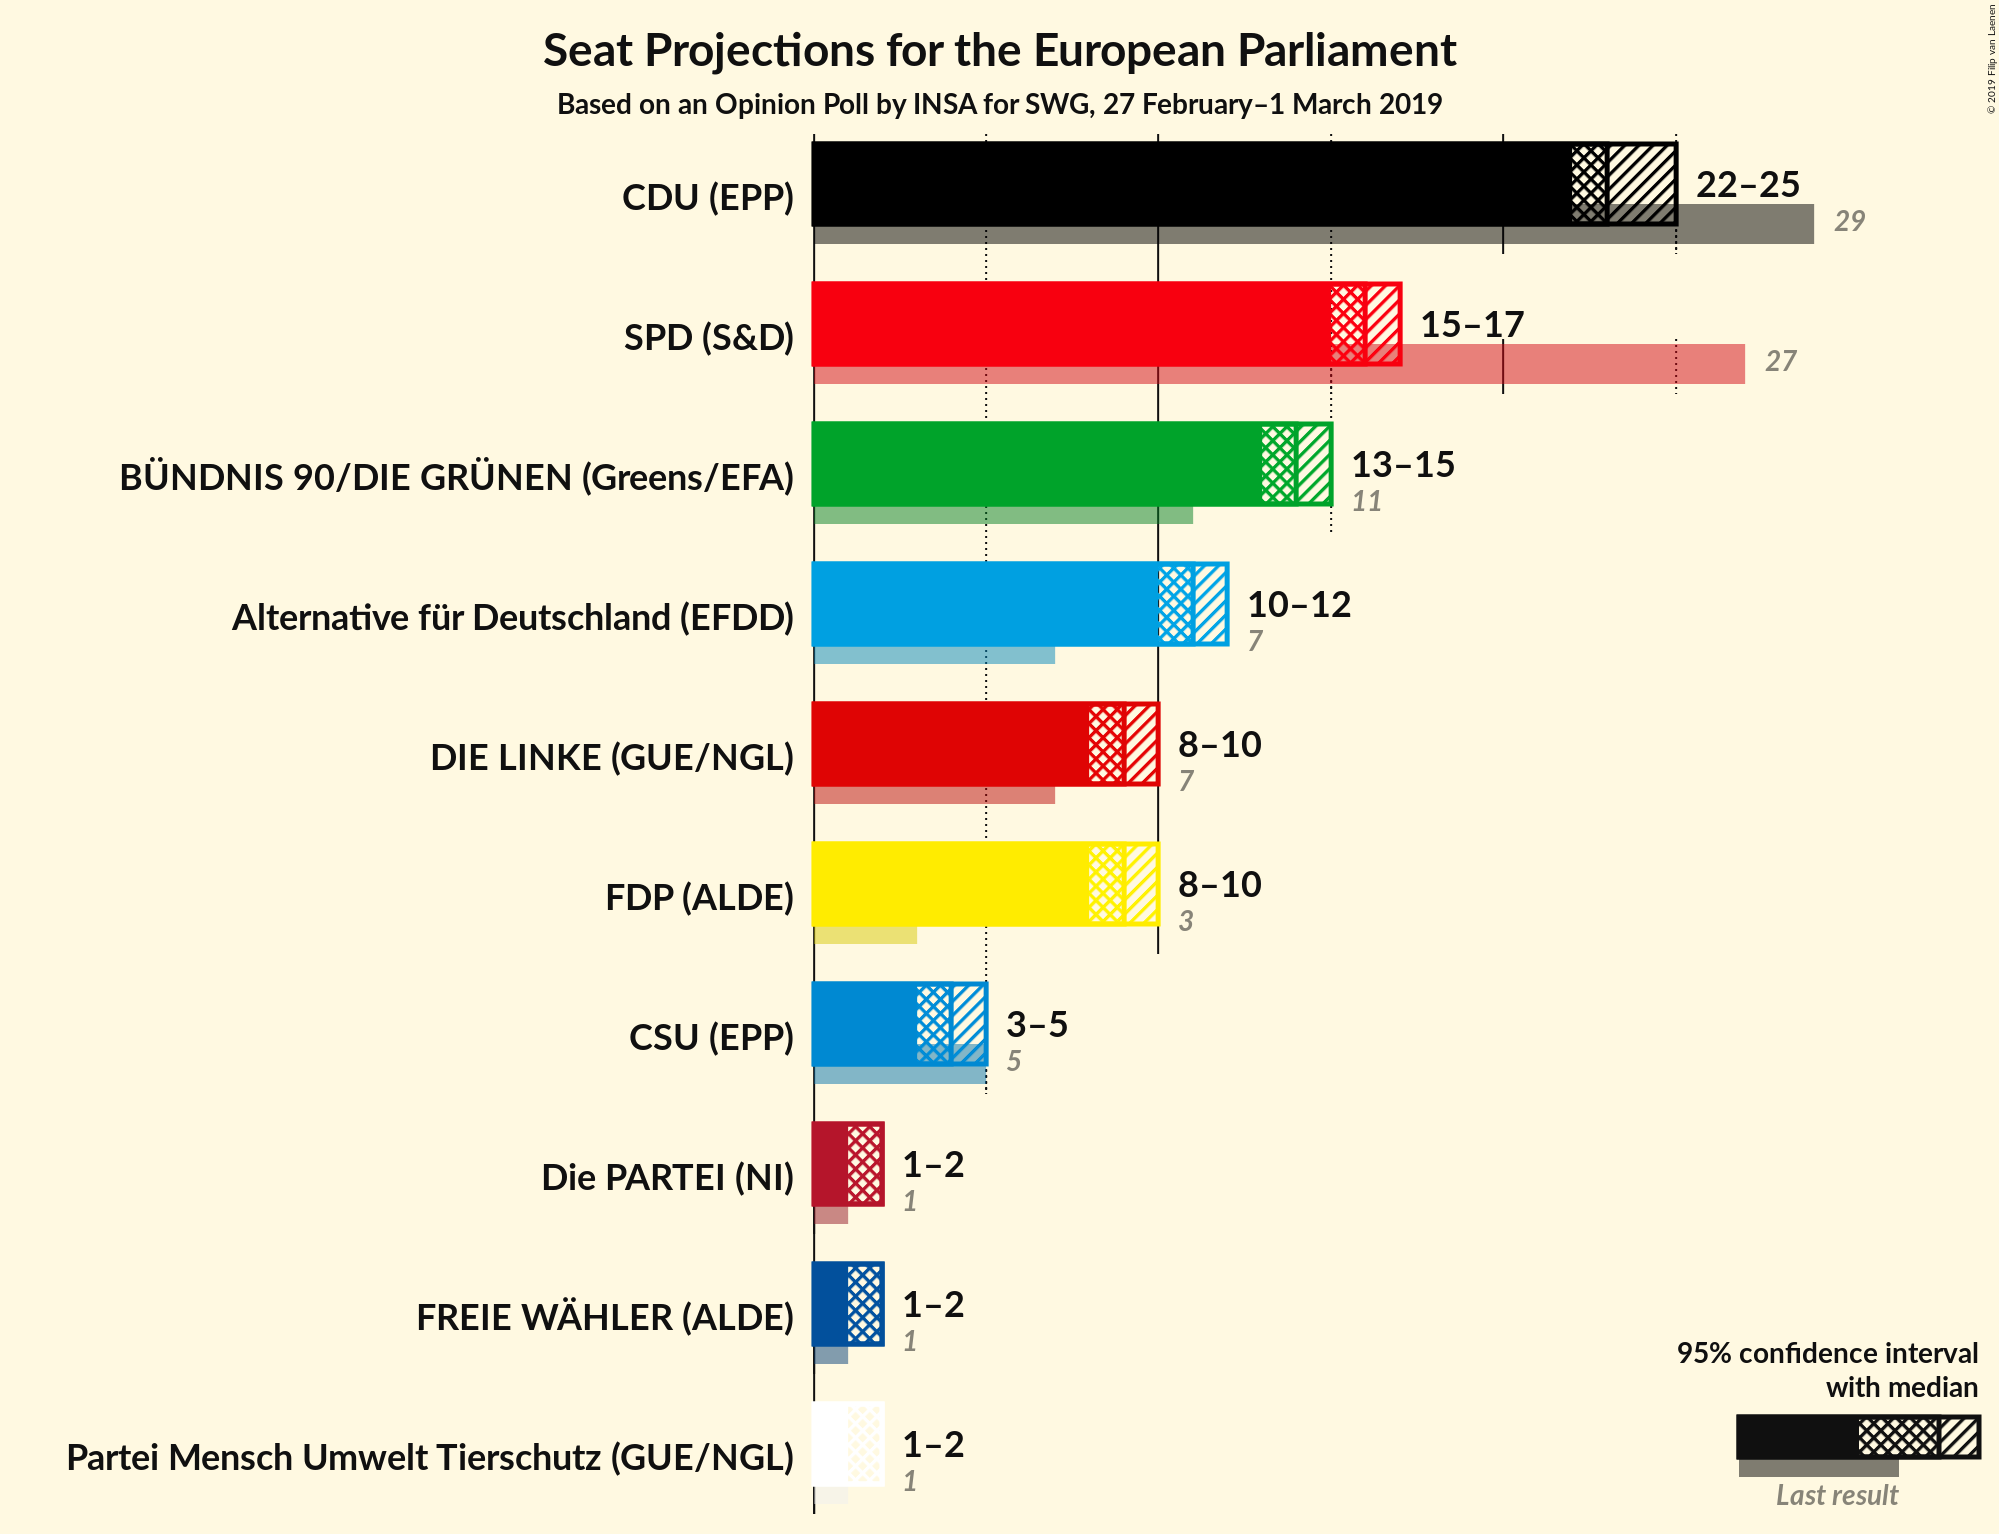 Seat Projections for the European Parliament
Based on an Opinion Poll by INSA for SWG, 27 February–1 March 2019
© 2019 Filip van Laenen
CDU (EPP)
22–25
29
SPD (S&D)
15–17
27
BÜNDNIS 90/DIE GRÜNEN (Greens/EFA)
13–15
11
Alternative für Deutschland (EFDD)
10–12
7
DIE LINKE (GUE/NGL)
8–10
7
FDP (ALDE)
8–10
3
CSU (EPP)
3–5
5
Die PARTEI (NI)
1–2
1
FREIE WÄHLER (ALDE)
1–2
1
Partei Mensch Umwelt Tierschutz (GUE/NGL)
1–2
1
95% confidence interval
with median
Last result